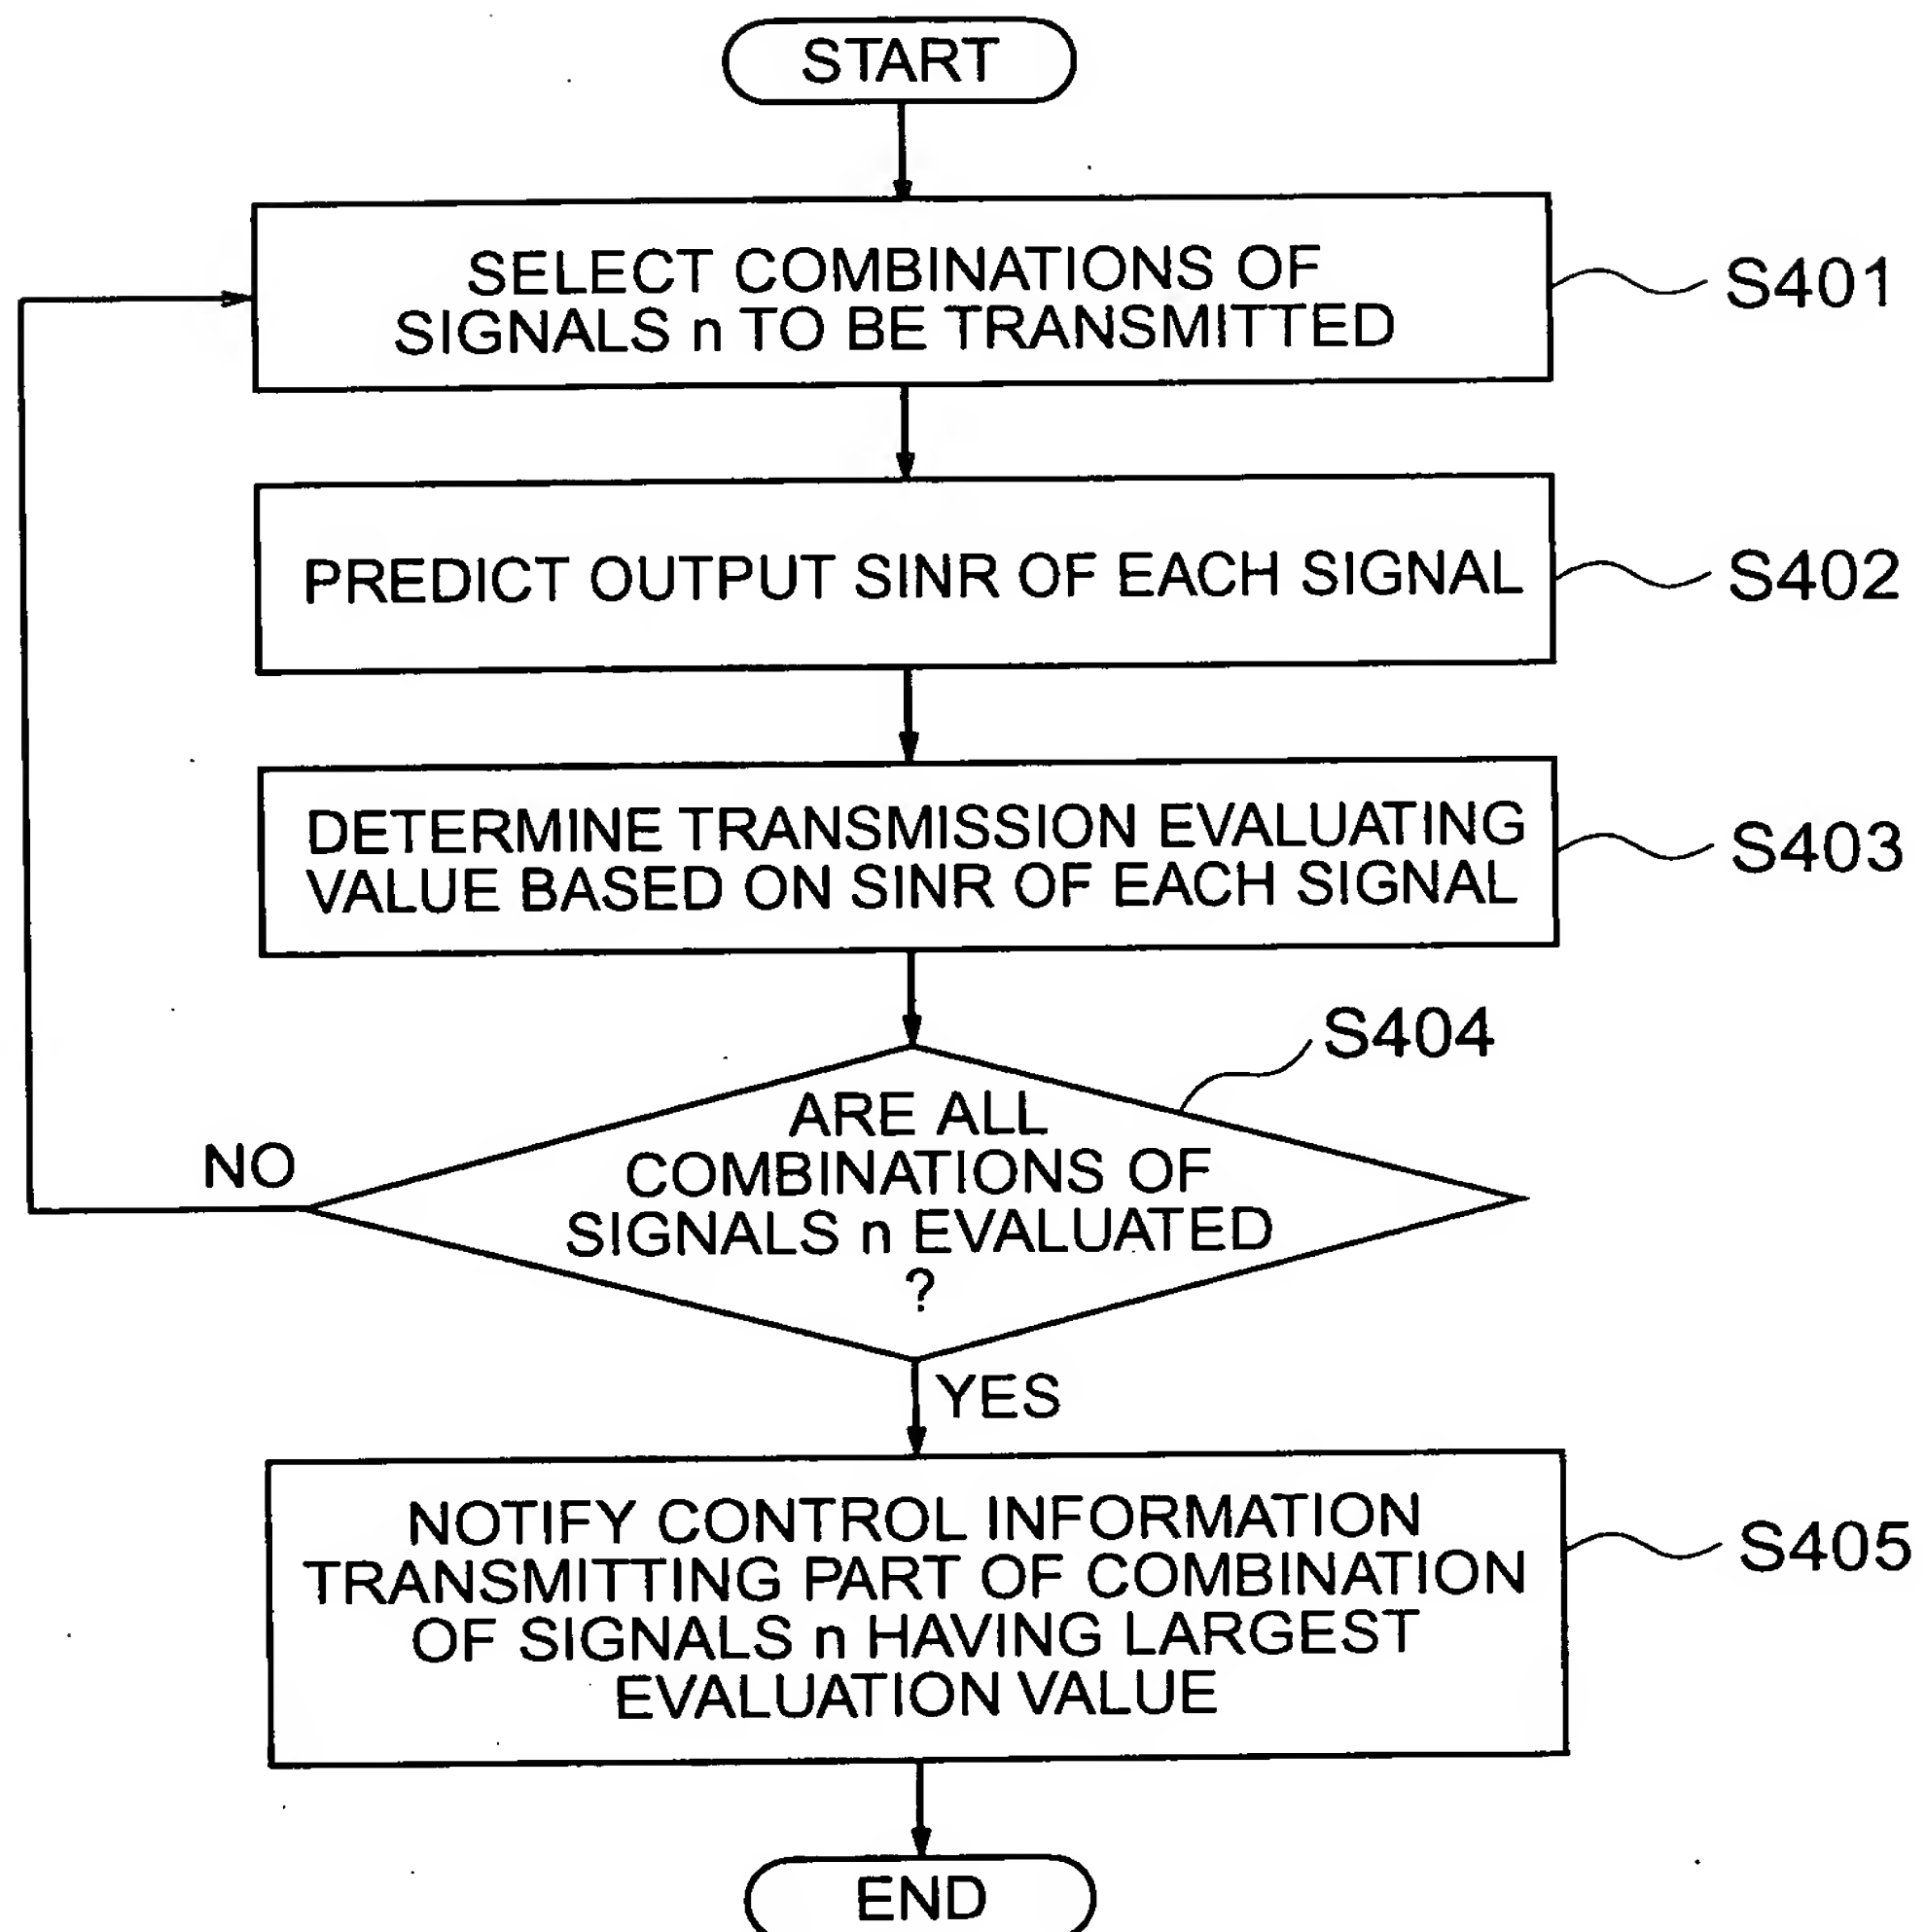 START
SELECT COMBINATIONS OF
SIGNALS n TO BE TRANSMITTED
S401
PREDICT OUTPUT SINR OF EACH SIGNAL
S402
DETERMINE TRANSMISSION EVALUATING
VALUE BASED ON SINR OF EACH SIGNAL
S403
S404
ARE ALL
COMBINATIONS OF
SIGNALS n EVALUATED
?
NO
YES
NOTIFY CONTROL INFORMATION
TRANSMITTING PART OF COMBINATION
OF SIGNALS n HAVING LARGEST
EVALUATION VALUE
S405
END